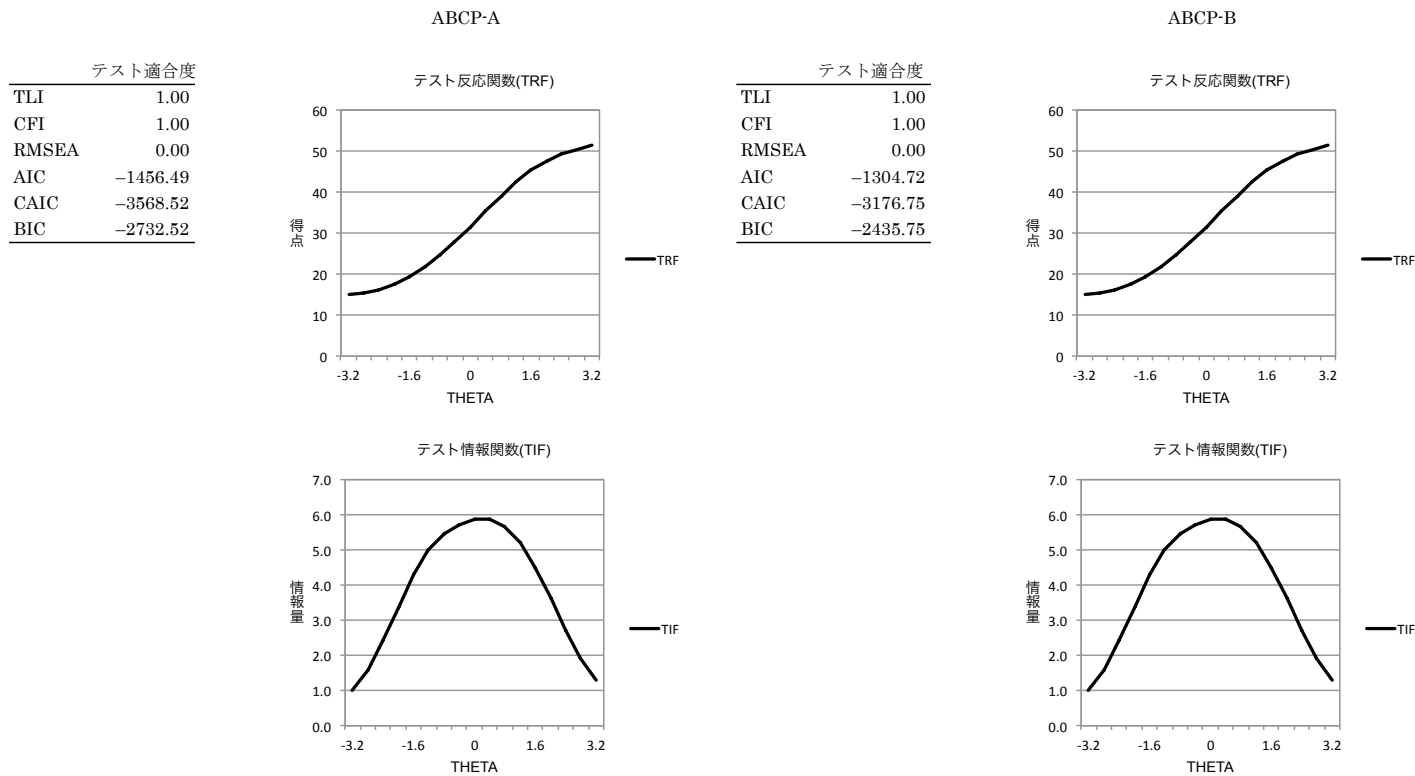 ABCP-A
テスト適合度
TLI 1.00
CFI 1.00
RMSEA 0.00
AIC −1456.49
CAIC −3568.52
BIC −2732.52
テスト反応関数(TRF)
60
50
40
30
20
10
0
得点
-3.2 -1.6 0 1.6 3.2
THETA
TRF
テスト情報関数(TIF)
7.0
6.0
5.0
4.0
3.0
2.0
1.0
0.0
情報量
-3.2 -1.6 0 1.6 3.2
THETA
TIF
ABCP-B
テスト適合度
TLI 1.00
CFI 1.00
RMSEA 0.00
AIC −1304.72
CAIC −3176.75
BIC −2435.75
テスト反応関数(TRF)
60
50
40
30
20
10
0
得点
-3.2 -1.6 0 1.6 3.2
THETA
TRF
テスト情報関数(TIF)
7.0
6.0
5.0
4.0
3.0
2.0
1.0
0.0
情報量
-3.2 -1.6 0 1.6 3.2
THETA
TIF